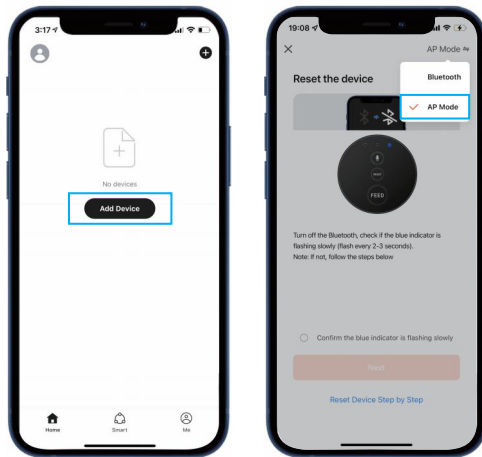 3:17
No devices
Add Device
Home
Smart
Me
19:08
AP Mode
Reset the device
Bluetooth
AP Mode
FEED
Turn off the Bluetooth, check if the blue indicator is
flashing slowly (flash every 2-3 seconds).
Note: If not, follow the steps below
Confirm the blue indicator is flashing slowly
Next
Reset Device Step by Step